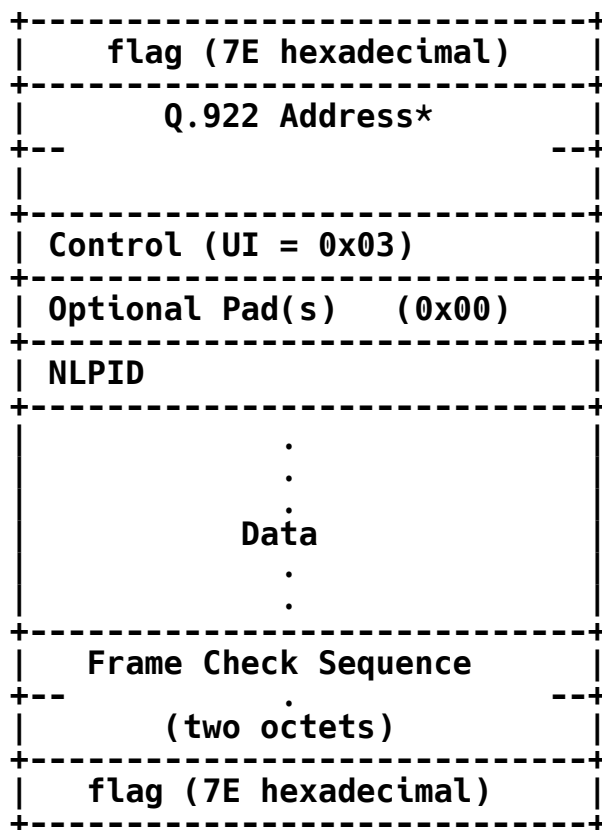 +-----------------------------+
|    flag (7E hexadecimal)    |
+-----------------------------+
|       Q.922 Address*        |
+--                         --+
|                             |
+-----------------------------+
| Control (UI = 0x03)         |
+-----------------------------+
| Optional Pad(s)   (0x00)    |
+-----------------------------+
| NLPID                       |
+-----------------------------+
|             .               |
|             .               |
|             .               |
|           Data              |
|             .               |
|             .               |
+-----------------------------+
|   Frame Check Sequence      |
+--           .             --+
|       (two octets)          |
+-----------------------------+
|   flag (7E hexadecimal)     |
+-----------------------------+